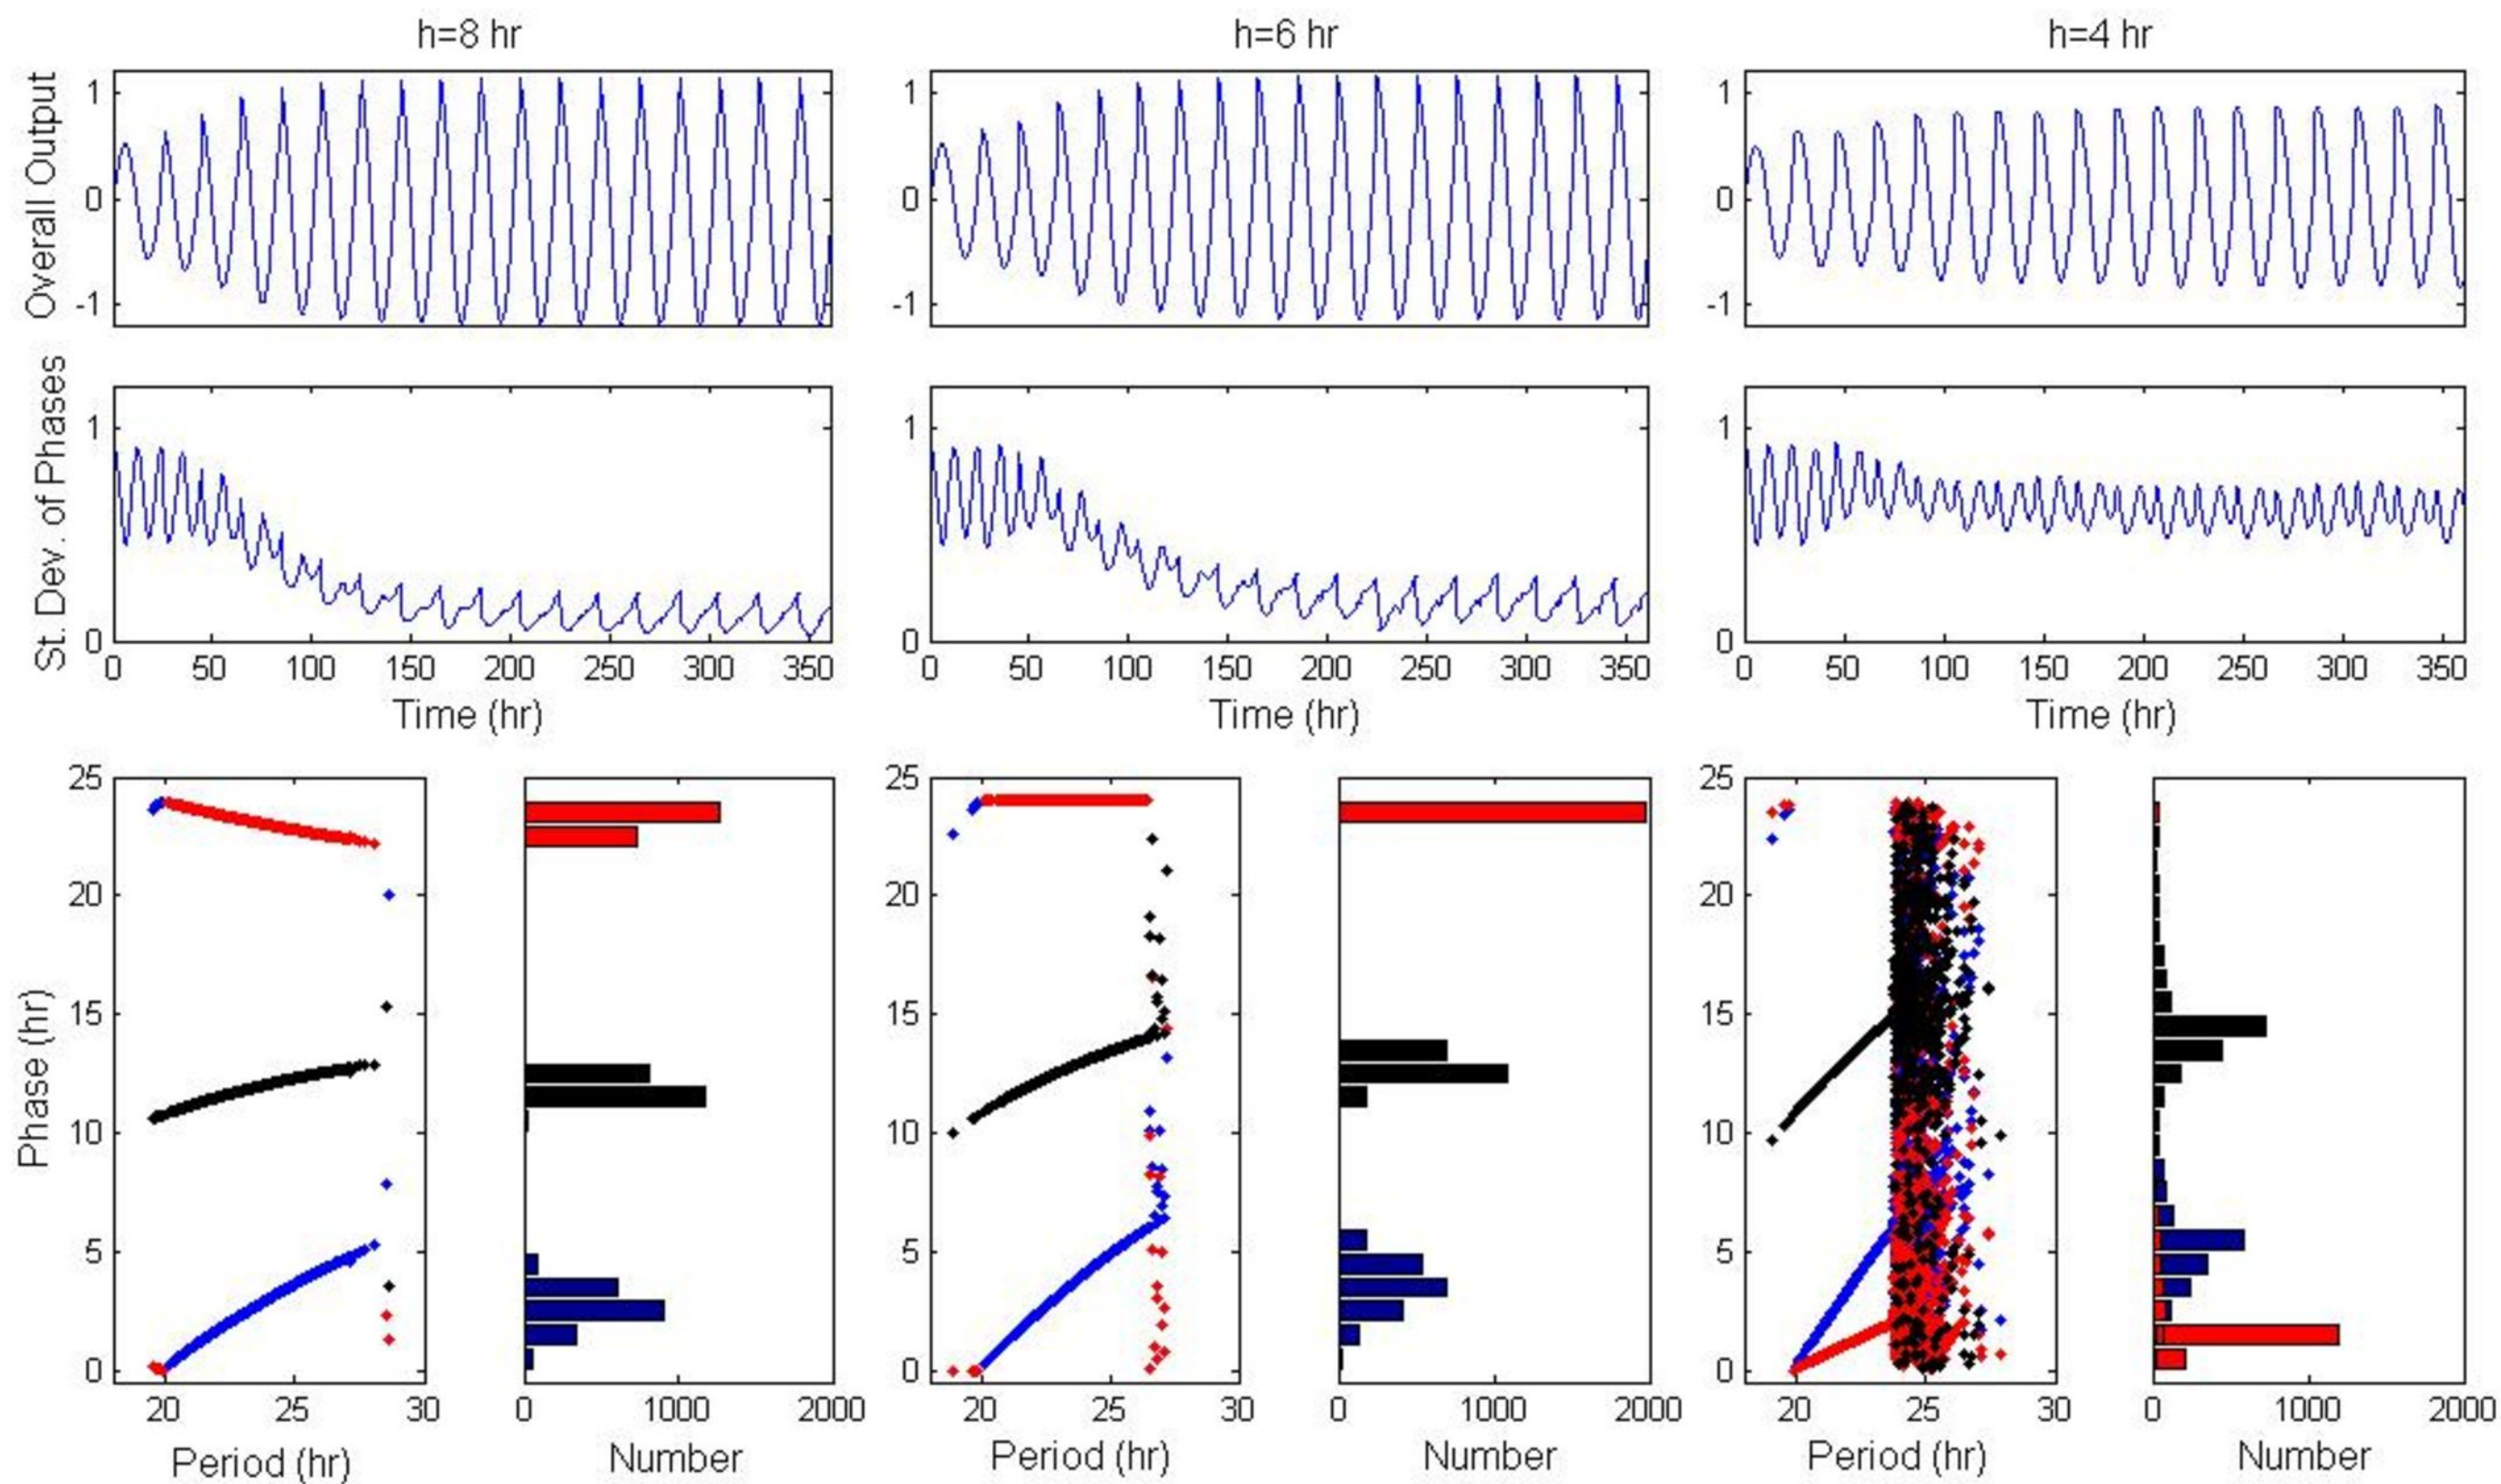 h=8 hr h=6 hr h=4 hr
Overall Output
1 1 1
0 0 0
-1 -1 -1
St. Dev. of Phases
1 1 1
0 0 0
0 50 100 150 200 250 300 350 0 50 100 150 200 250 300 350 0 50 100 150 200 250 300 350
Time (hr) Time (hr) Time (hr)
Phase (hr)
25 25 25
20 20 20
15 15 15
10 10 10
5 5 5
0 0 0
20 25 30 0 1000 2000 20 25 30 0 1000 2000 20 25 30 0 1000 2000
Period (hr) Number Period (hr) Number Period (hr) Number